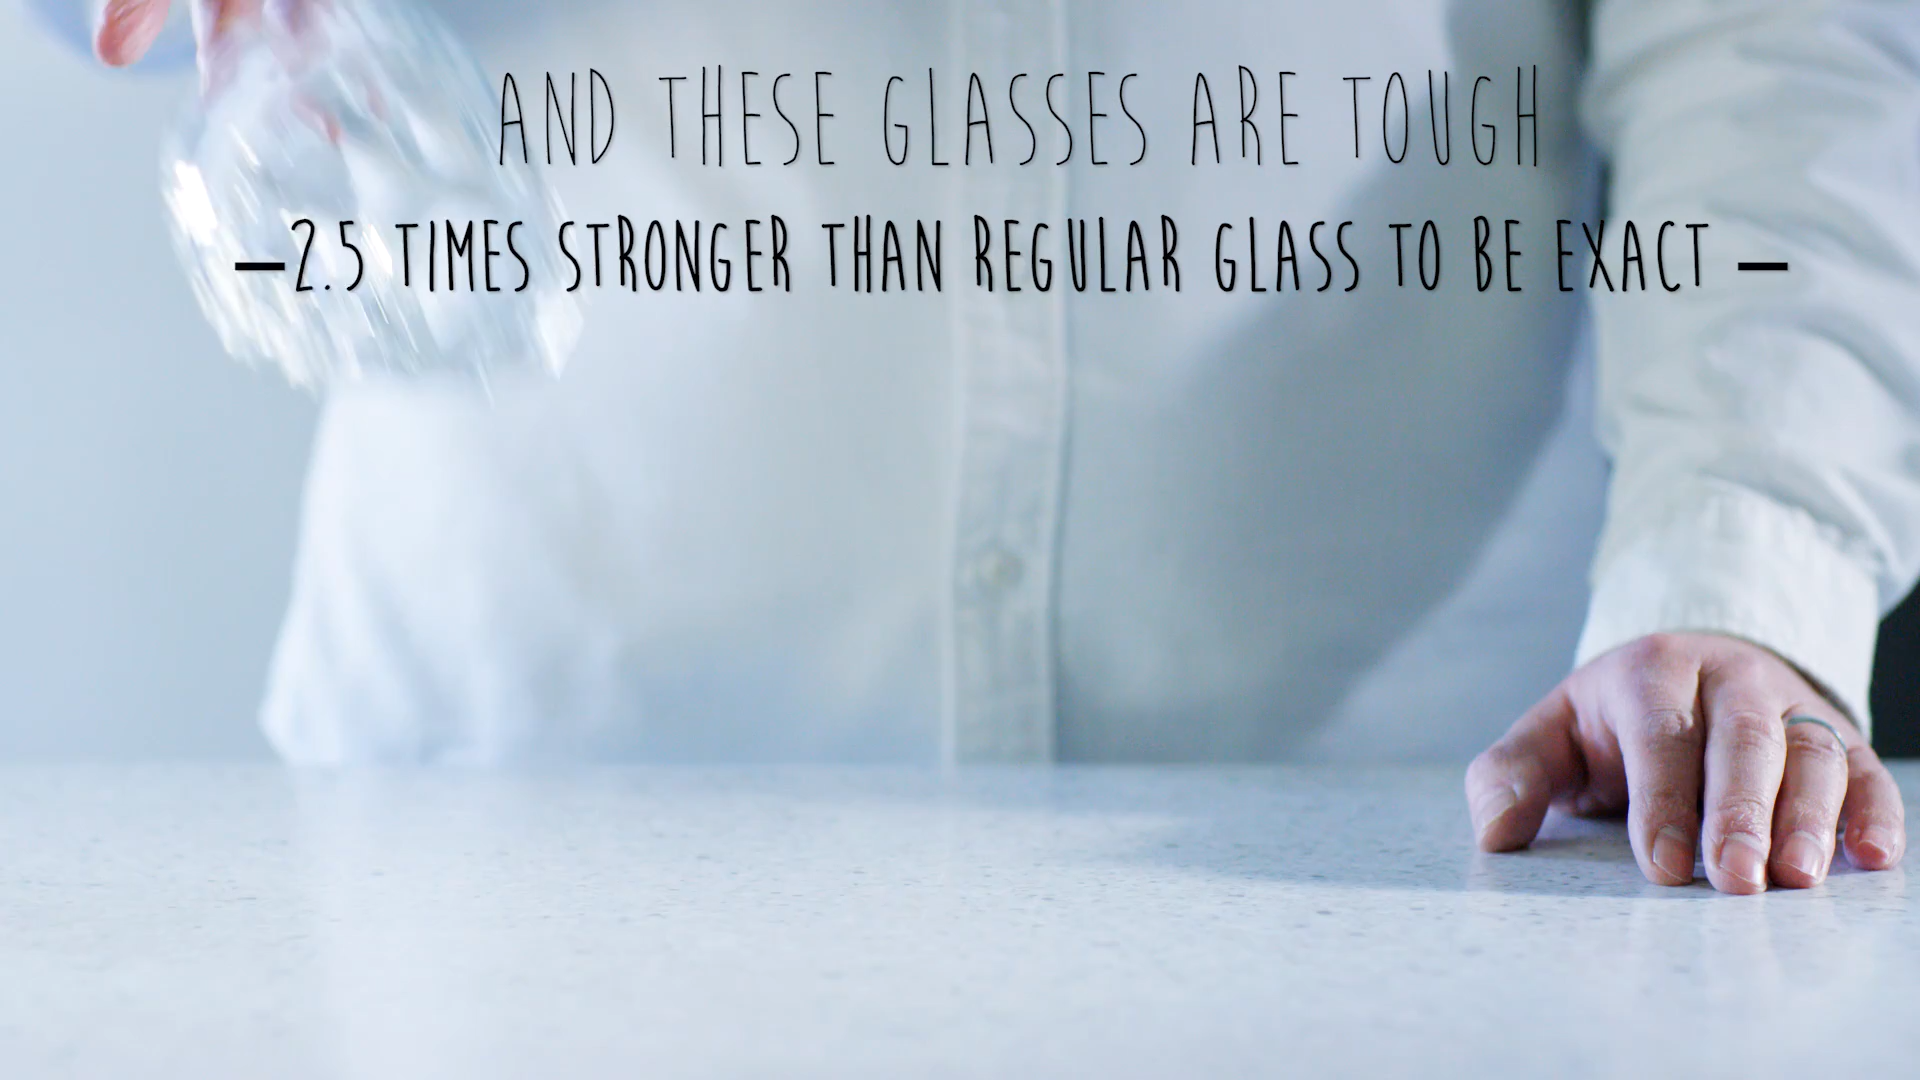 AND THESE GLASSES ARE TOUGH
–2.5 TIMES STRONGER THAN REGULAR GLASS TO BE EXACT –